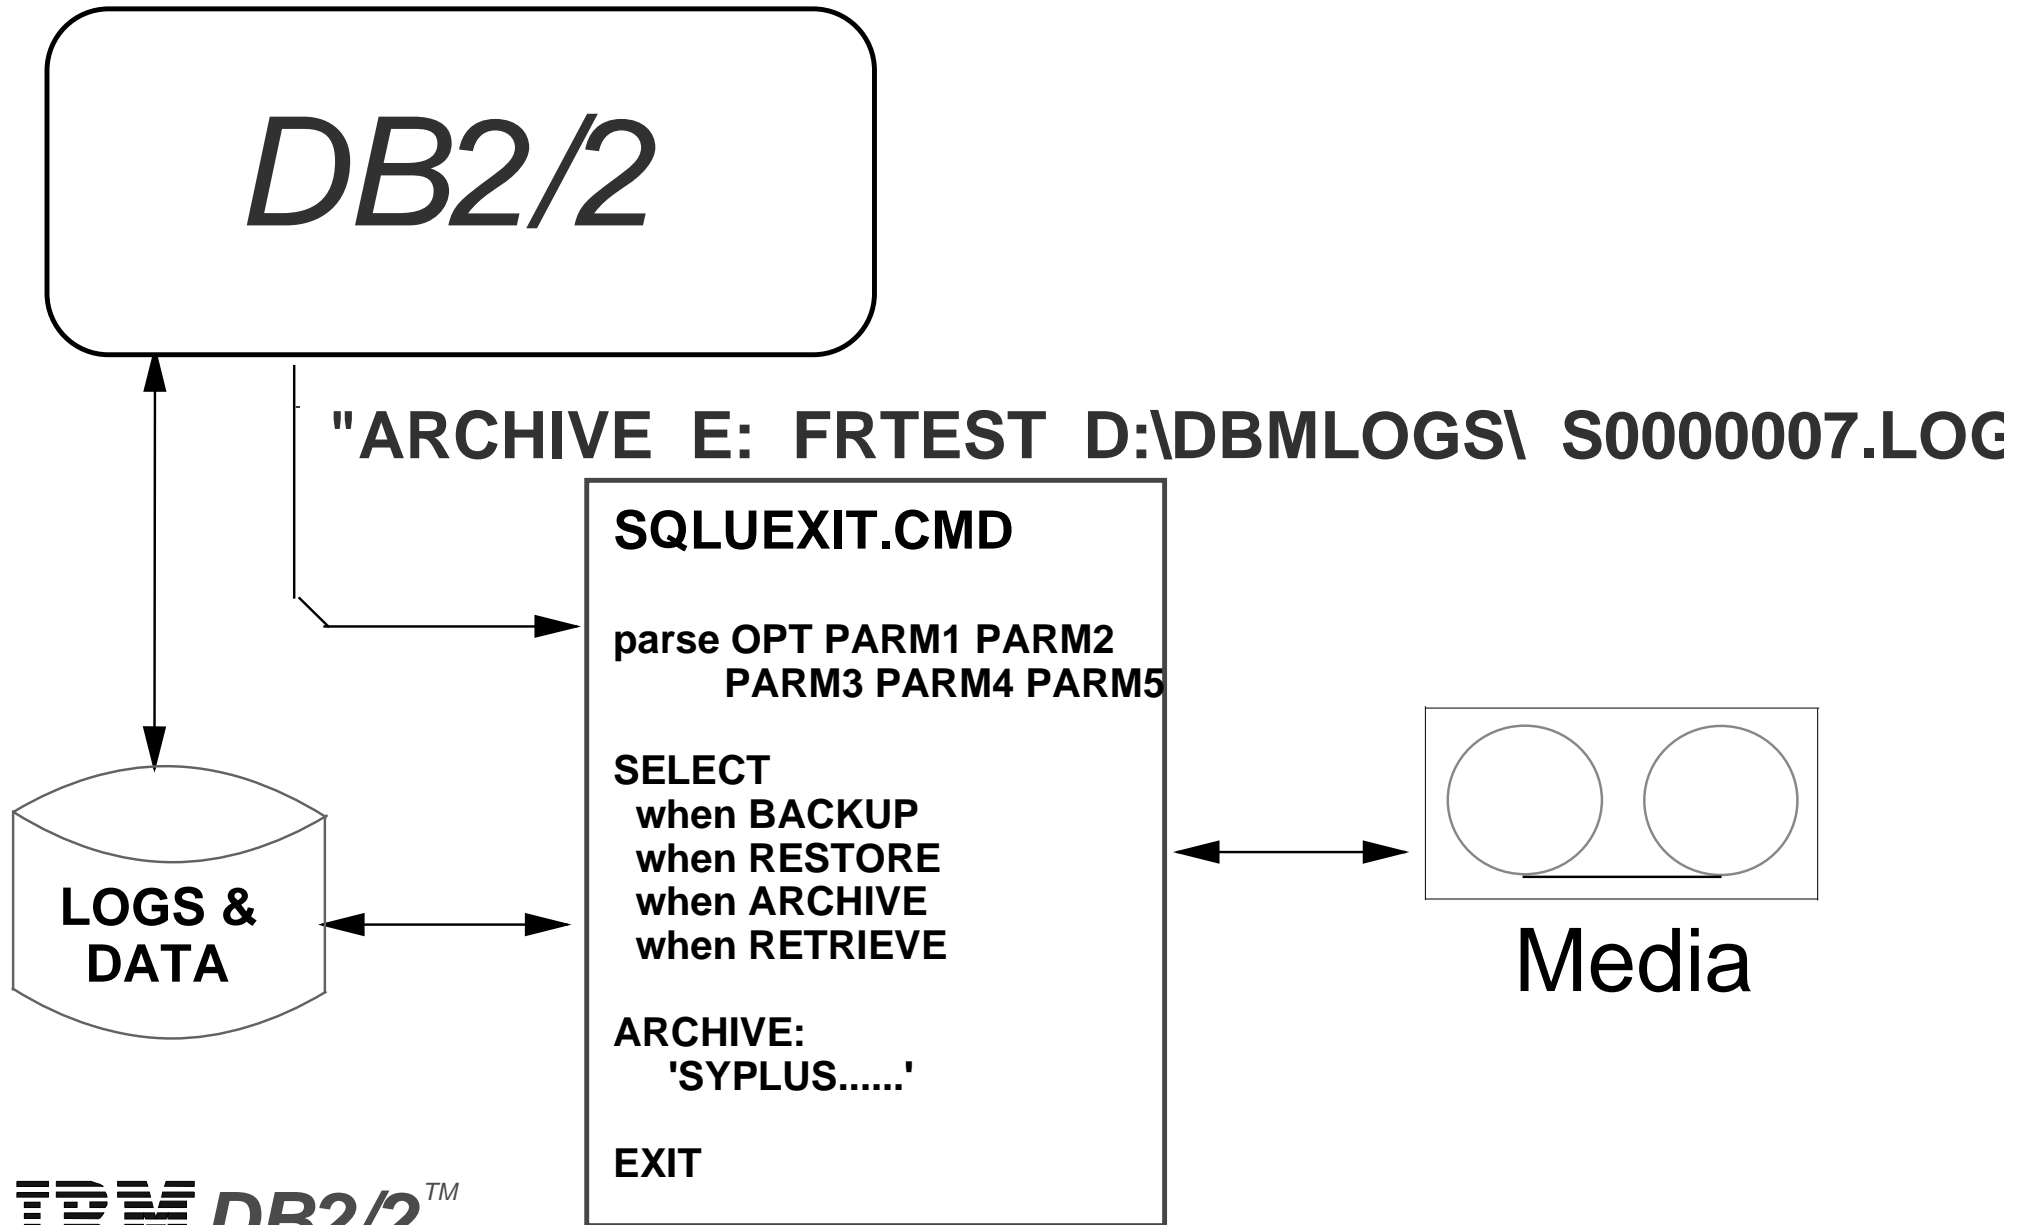 DB2/2
"ARCHIVE E: FRTEST D:\DBMLOGS\ S0000007.LOG
SQLUEXIT.CMD
parse OPT PARM1 PARM2
PARM3 PARM4 PARM5
SELECT
when BACKUP
when RESTORE
when ARCHIVE
when RETRIEVE
ARCHIVE:
'SYPLUS......'
EXIT
LOGS &
DATA
Media
IBM DB2/2™